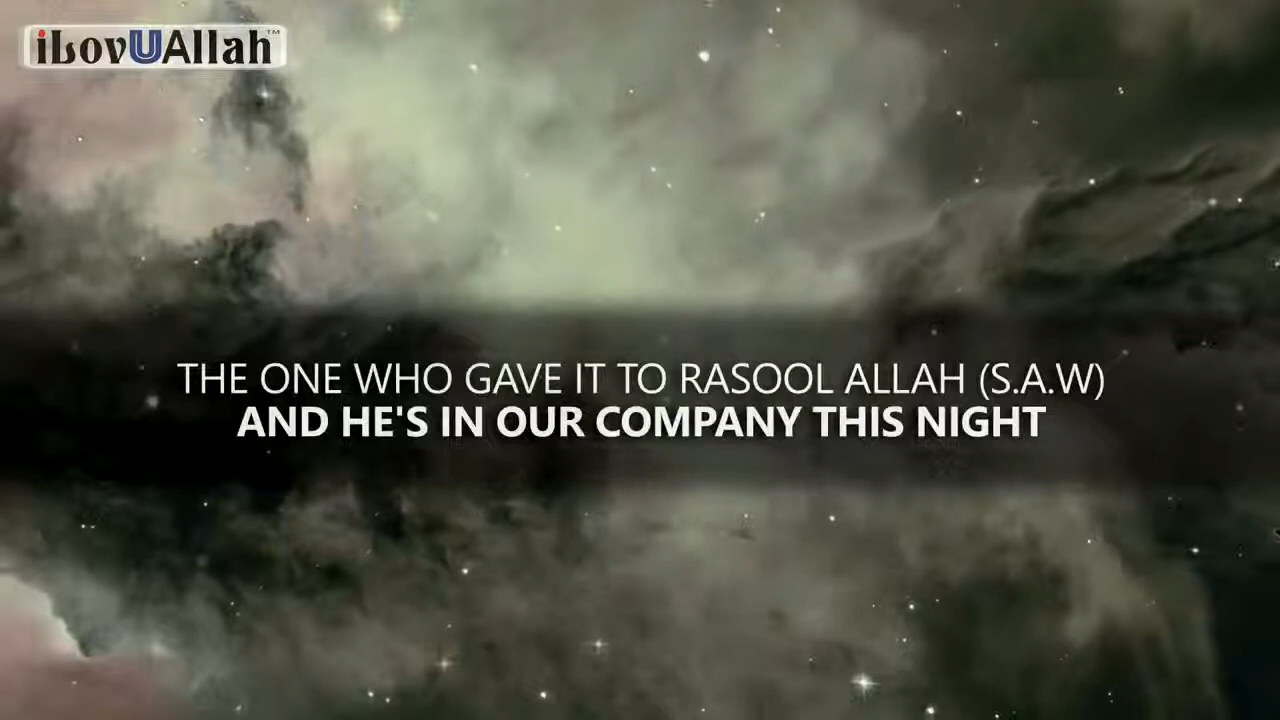 iLovUAllah™
THE ONE WHO GAVE IT TO RASOOL ALLAH (S.A.W)
AND HE'S IN OUR COMPANY THIS NIGHT